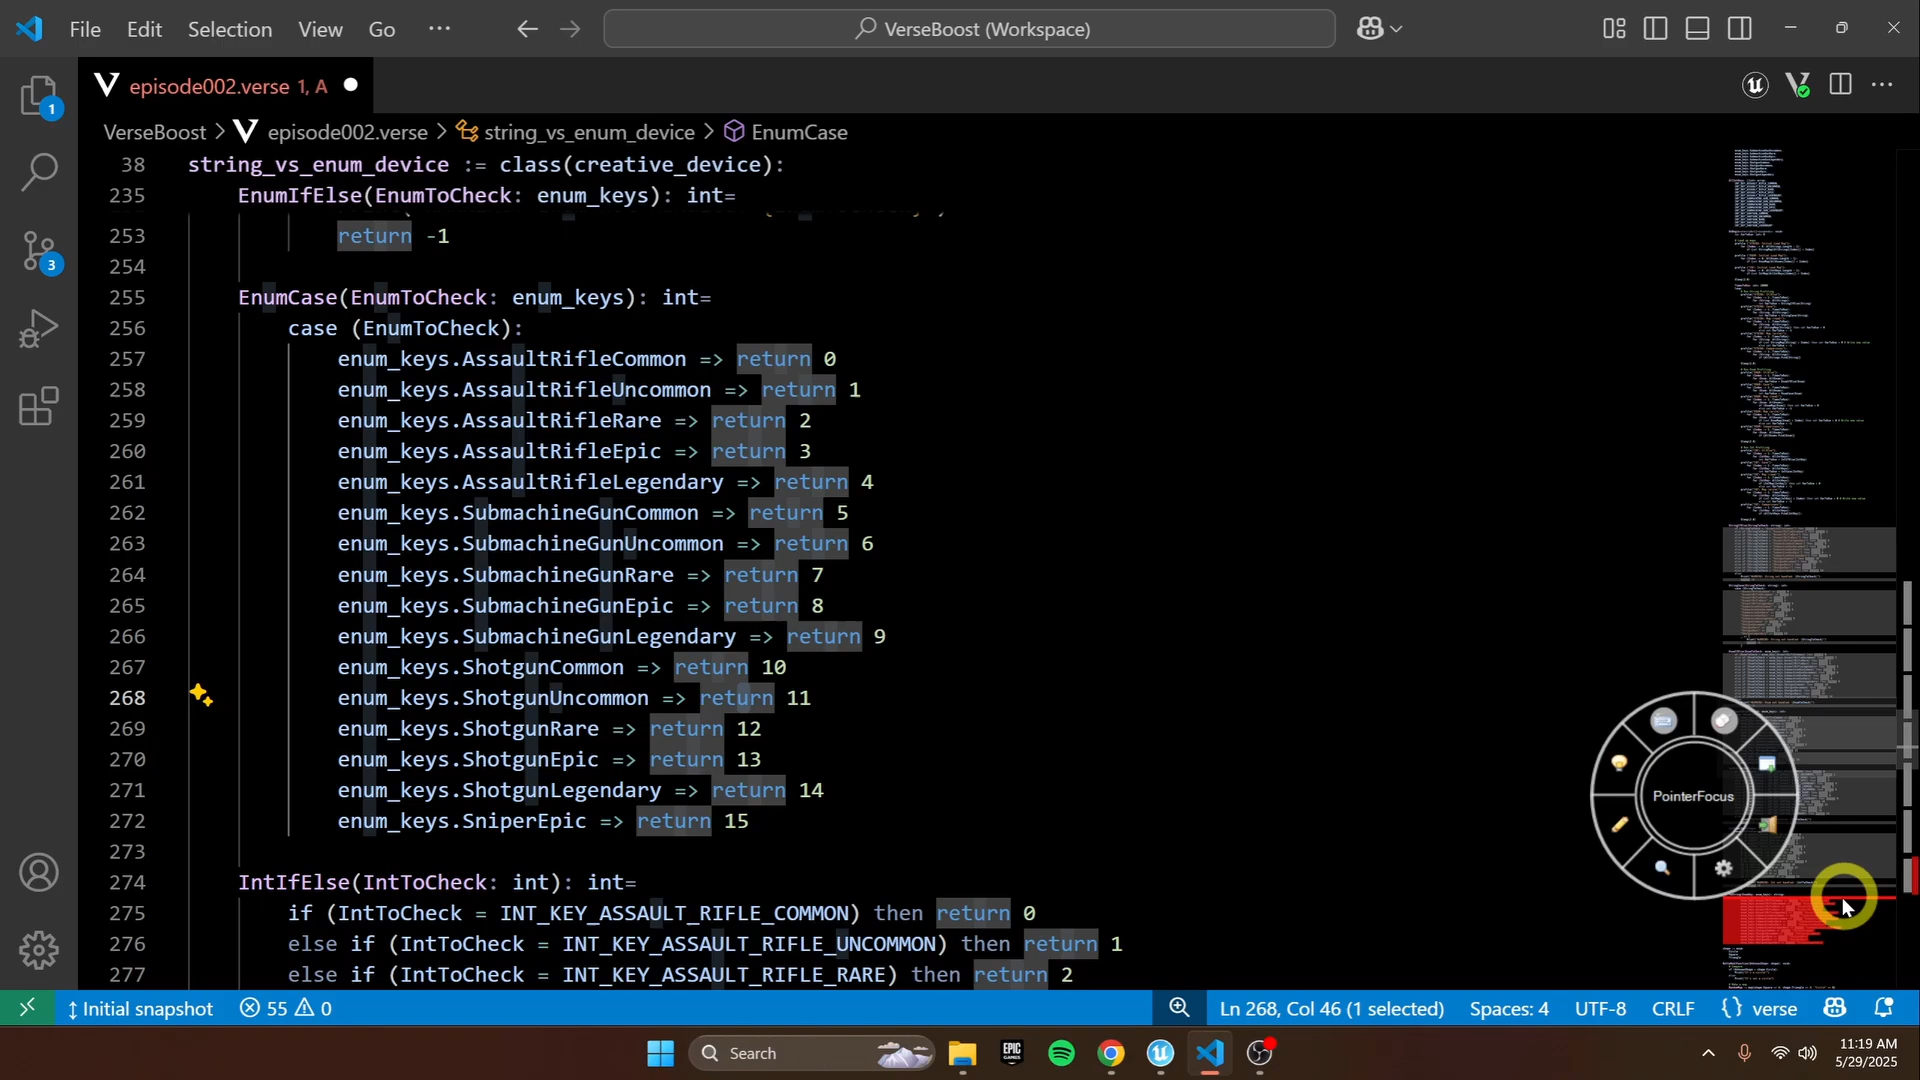 File Edit Selection View Go ··· VerseBoost (Workspace)
episode002.verse 1, A
VerseBoost > episode002.verse > string_vs_enum_device > EnumCase
38 string_vs_enum_device := class(creative_device):
235 EnumIfElse(EnumToCheck: enum_keys): int=
253 return -1
254
255 EnumCase(EnumToCheck: enum_keys): int=
256 case (EnumToCheck):
257 enum_keys.AssaultRifleCommon => return 0
258 enum_keys.AssaultRifleUncommon => return 1
259 enum_keys.AssaultRifleRare => return 2
260 enum_keys.AssaultRifleEpic => return 3
261 enum_keys.AssaultRifleLegendary => return 4
262 enum_keys.SubmachineGunCommon => return 5
263 enum_keys.SubmachineGunUncommon => return 6
264 enum_keys.SubmachineGunRare => return 7
265 enum_keys.SubmachineGunEpic => return 8
266 enum_keys.SubmachineGunLegendary => return 9
267 enum_keys.ShotgunCommon => return 10
268 enum_keys.ShotgunUncommon => return 11
269 enum_keys.ShotgunRare => return 12
270 enum_keys.ShotgunEpic => return 13
271 enum_keys.ShotgunLegendary => return 14
272 enum_keys.SniperEpic => return 15
273
274 IntIfElse(IntToCheck: int): int=
275 if (IntToCheck = INT_KEY_ASSAULT_RIFLE_COMMON) then return 0
276 else if (IntToCheck = INT_KEY_ASSAULT_RIFLE_UNCOMMON) then return 1
277 else if (IntToCheck = INT_KEY_ASSAULT_RIFLE_RARE) then return 2
1
3
PointerFocus
Initial snapshot 55 0 Ln 268, Col 46 (1 selected) Spaces: 4 UTF-8 CRLF {} verse
Search
EPIC GAMES
11:19 AM
5/29/2025